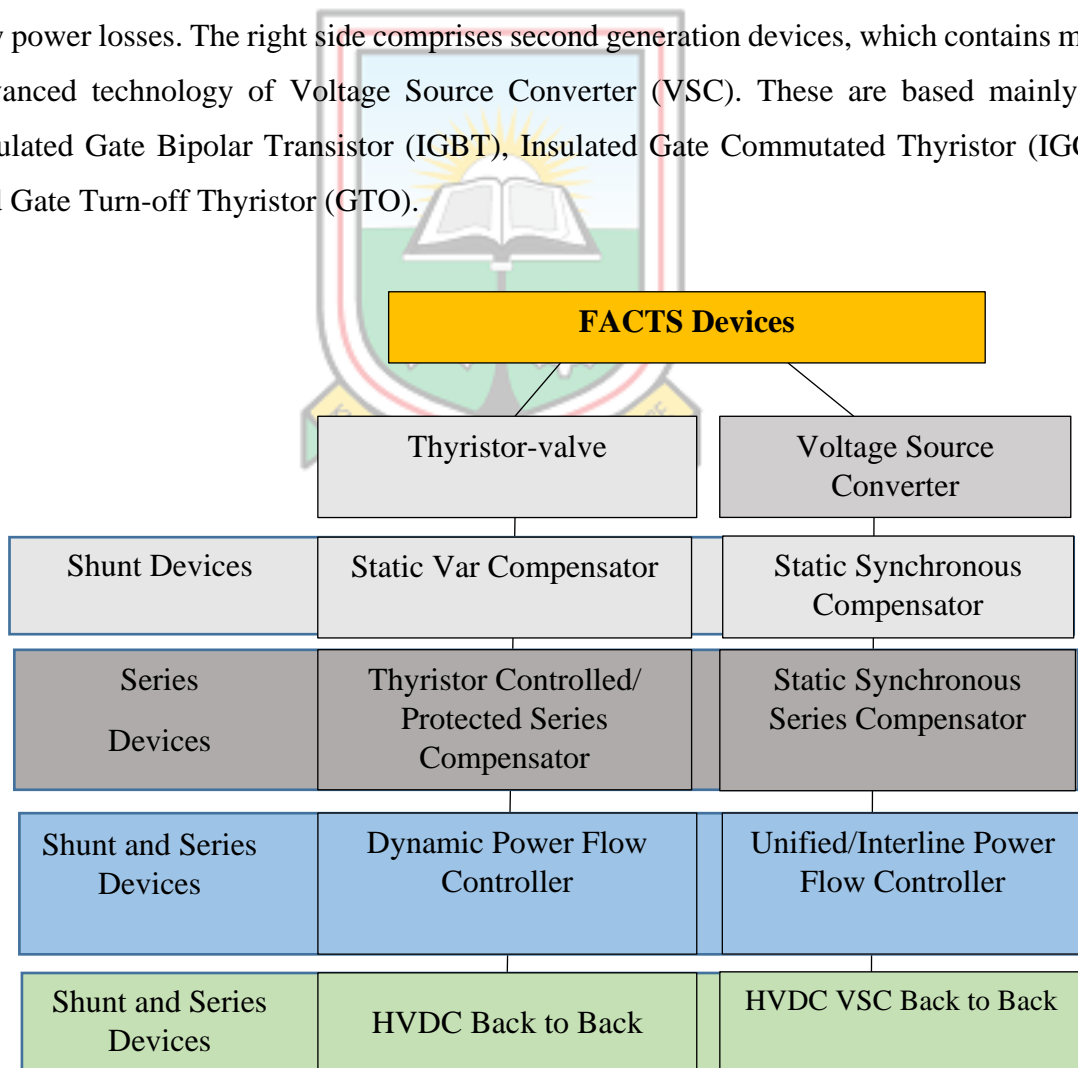 power losses. The right side comprises second generation devices, which contains
technology of Voltage Source Converter (VSC). These are based mainly
Gate Bipolar Transistor (IGBT), Insulated Gate Commutated Thyristor
Gate Turn-off Thyristor (GTO).
FACTS Devices
Thyristor-valve
Voltage Source
Converter
Shunt Devices
Static Var Compensator
Static Synchronous
Compensator
Series
Devices
Thyristor Controlled/
Protected Series
Compensator
Static Synchronous
Series Compensator
Shunt and Series
Devices
Dynamic Power Flow
Controller
Unified/Interline Power
Flow Controller
Shunt and Series
Devices
HVDC Back to Back
HVDC VSC Back to Back